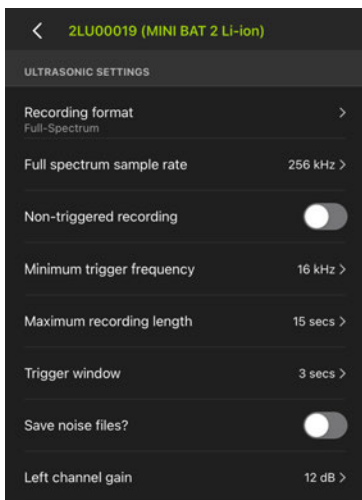 2LU00019 (MINI BAT 2 Li-ion)
ULTRASONIC SETTINGS
Recording format
Full-Spectrum
Full spectrum sample rate 256 kHz
Non-triggered recording
Minimum trigger frequency 16 kHz
Maximum recording length 15 secs
Trigger window 3 secs
Save noise files?
Left channel gain 12 dB